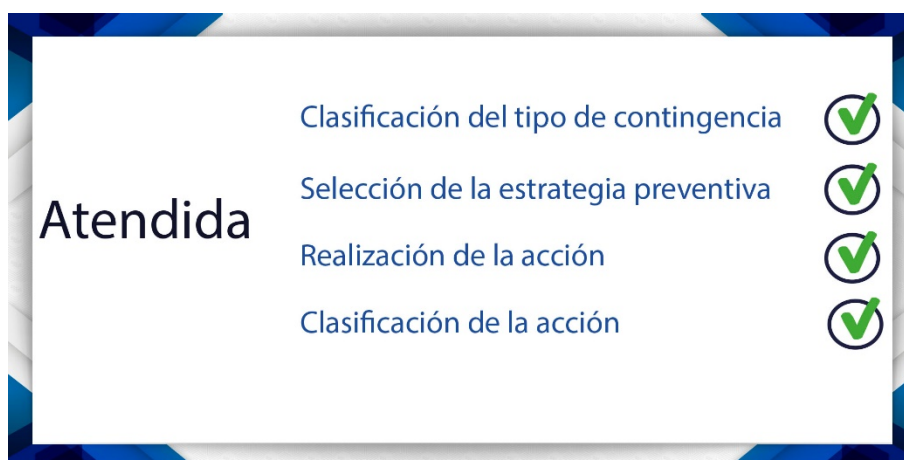 Atendida
Clasificación del tipo de contingencia
Selección de la estrategia preventiva
Realización de la acción
Clasificación de la acción